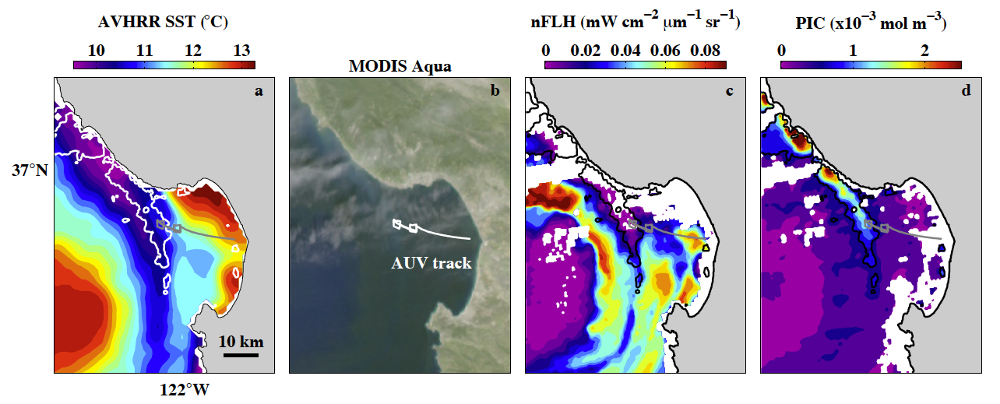 AVHRR SST (°C)
10 11 12 13
MODIS Aqua
nFLH (mW cm−2 μm−1 sr−1)
0 0.02 0.04 0.06 0.08
PIC (x10−3 mol m−3)
0 1 2
a
b
c
d
37°N
AUV track
10 km
122°W